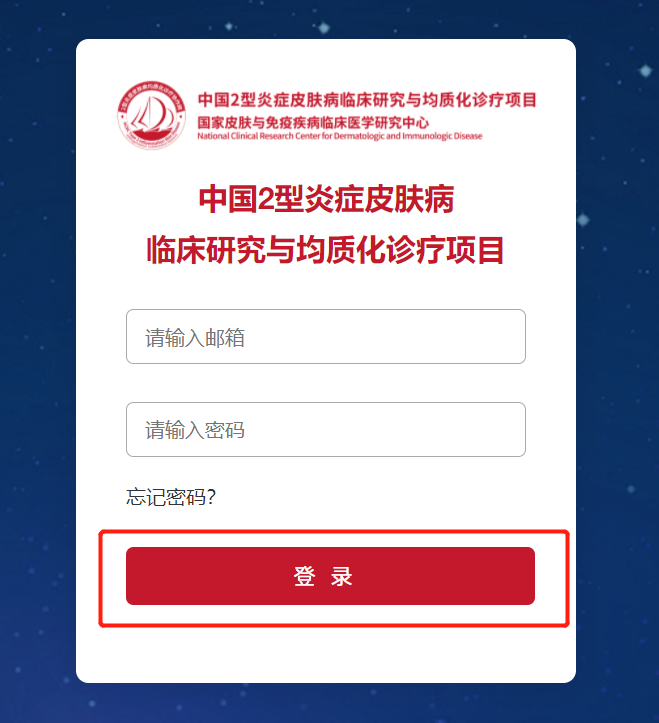 中国2型炎症皮肤病临床研究与均质化诊疗项目
国家皮肤与免疫疾病临床医学研究中心
National Clinical Research Center for Dermatologic and Immunologic Disease
中国2型炎症皮肤病
临床研究与均质化诊疗项目
请输入邮箱
请输入密码
忘记密码?
登 录